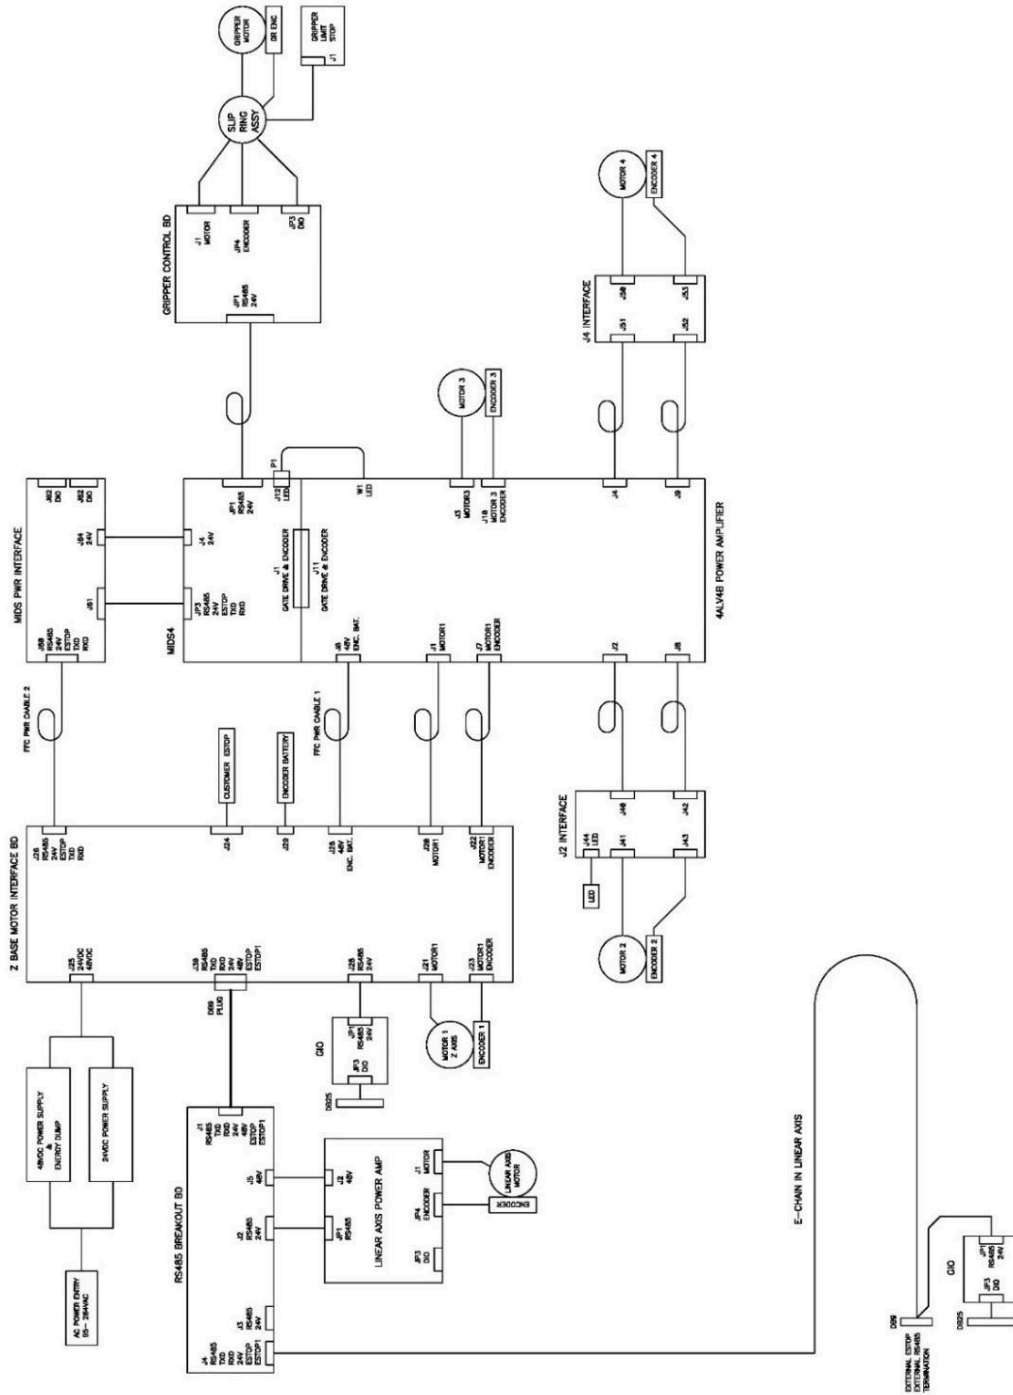 AC POWER ENTRY
95- 264VAC
48VDC POWER SUPPLY
&
ENERGY DUMP
24VDC POWER SUPPLY
Z BASE MOTOR INTERFACE BD
J25
24VDC
48VDC
RS485
TXD
RXD
24V
48V
ESTOP
ESTOP1
DB9
PLUG
RS485
24V
J21
MOTOR1
J23
MOTOR1
ENCODER
RS485
24V
ESTOP
TXD
RXD
J24
J29
48V
ENC. BAT.
J20
MOTOR1
J22
MOTOR1
ENCODER
CUSTOMER ESTOP
ENCODER BATTERY
FFC PWR CAABLE 2
FFC PWR CAABLE 1
MIDS PWR INTERFACE
J60
RS485
24V
ESTOP
TXD
RXD
J61
J64
24V
J62
DIO
J62
DIO
MIDS4
JP3
RS485
24V
ESTOP
TXD
RXD
J4
24V
JP1
RS485
24V
J12
LED
P1
J1
GATE DRIVE & ENCODER
J11
GATE DRIVE & ENCODER
W1
LED
J6
48V
ENC. BAT.
J1
MOTOR1
J7
MOTOR1
ENCODER
J2
J8
J3
MOTOR3
J10
MOTOR 3
ENCODER
J4
J9
4ALV4B POWER AMPLIFIER
MOTOR 3
ENCODER 3
GRIPPER CONTROL BD
JP1
RS485
24V
J1
MOTOR
JP4
ENCODER
JP3
DIO
SLIP
RING
ASSY
GRIPPER
MOTOR
GR ENC
GRIPPER
LIMIT
STOP
J1
J4 INTERFACE
J51
J50
J52
J53
MOTOR 4
ENCODER 4
J2 INTERFACE
J44
LED
J41
J40
J43
J42
LED
MOTOR 2
ENCODER 2
GIO
JP3
DIO
JP1
RS485
24V
DB25
MOTOR 1
Z AXIS
ENCODER 1
RS485 BREAKOUT BD
J4
RS485
TXD
RXD
24V
ESTOP
ESTOP1
J3
RS485
24V
J2
RS485
24V
J5
48V
J1
RS485
TXD
RXD
24V
48V
ESTOP
ESTOP1
LINEAR AXIS POWER AMP
JP1
RS485
J2
48V
JP3
DIO
JP4
ENCODER
J1
MOTOR
LINEAR AXIS
MOTOR
ENCODER
E-CHAIN IN LINEAR AXIS
DB9
EXTERNAL ESTOP
EXTERNAL RS485
TERMINATION
GIO
JP3
DIO
JP1
RS485
24V
DB25